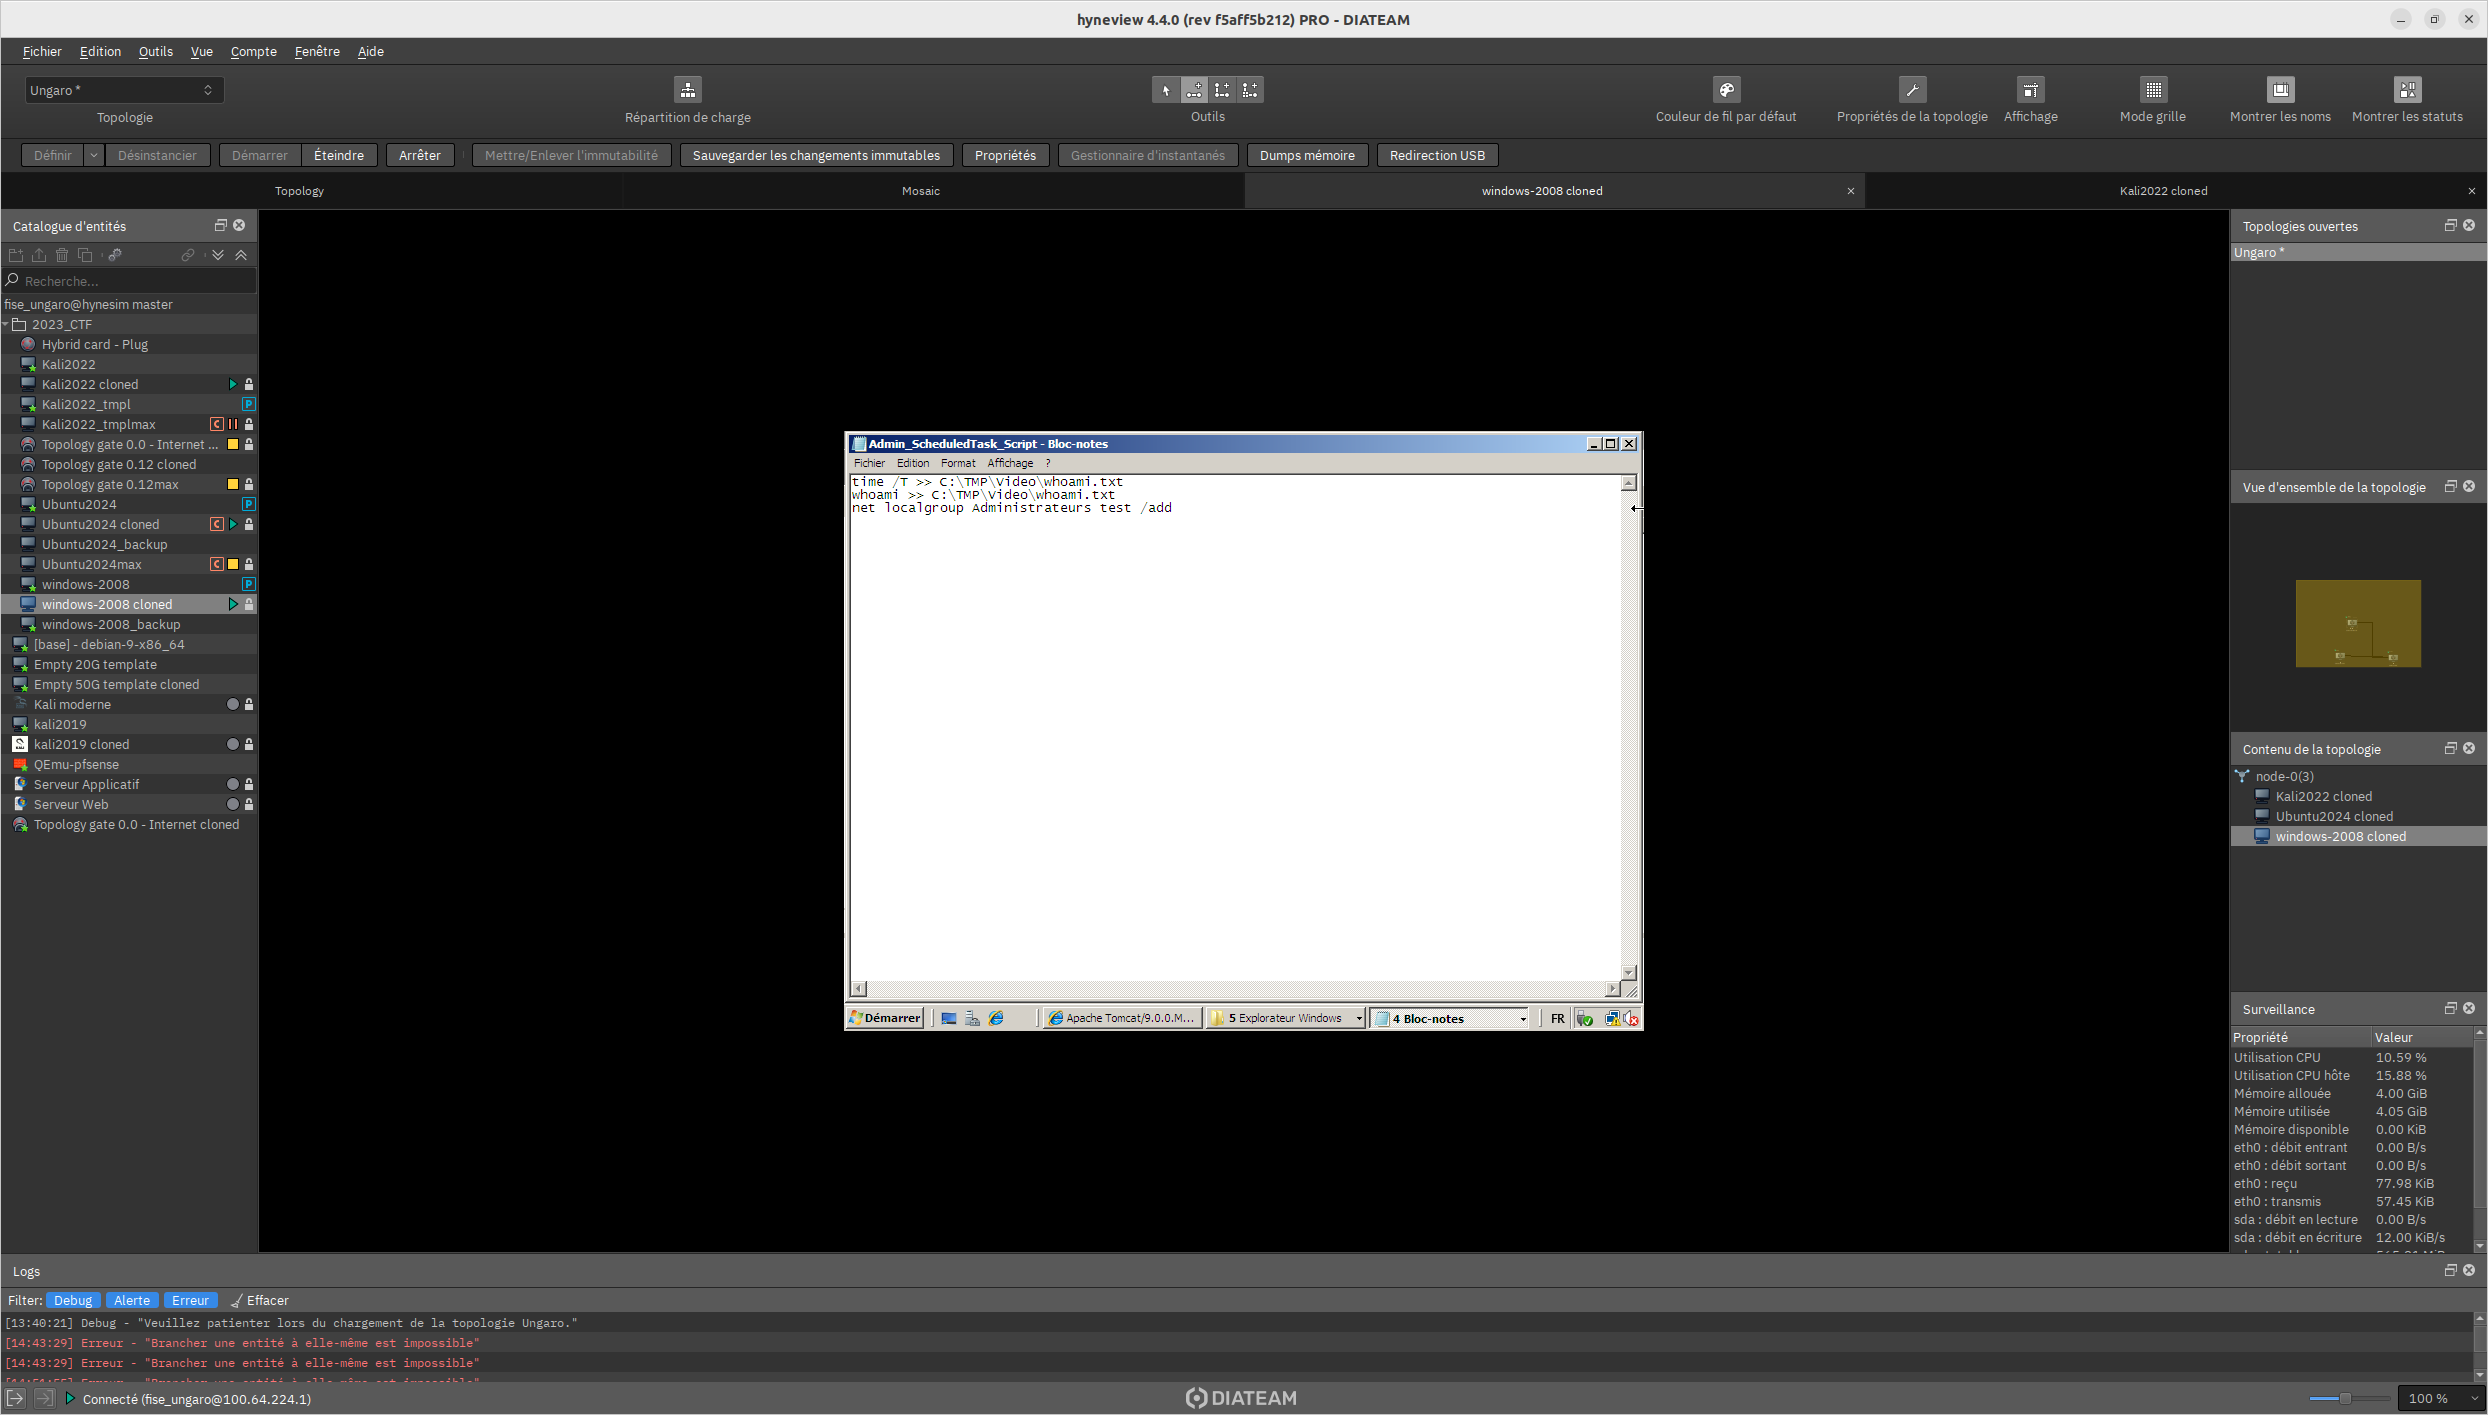 hyneview 4.4.0 (rev f5aff5b212) PRO - DIATEAM
Fichier Edition Outils Vue Compte Fenêtre Aide
Ungaro *
Topologie
Répartition de charge
Outils
Couleur de fil par défaut
Propriétés de la topologie
Affichage
Mode grille
Montrer les noms
Montrer les statuts
Définir Désinstancier Démarrer Éteindre Arrêter Mettre/Enlever l'immutabilité Sauvegarder les changements immutables Propriétés Gestionnaire d'instantanés Dumps mémoire Redirection USB
Topology Mosaic windows-2008 cloned Kali2022 cloned
Catalogue d'entités
Recherche...
fise_ungaro@hynesim master
2023_CTF
Hybrid card - Plug
Kali2022
Kali2022 cloned
Kali2022_tmpl P
Kali2022_tmplmax C
Topology gate 0.0 - Internet ...
Topology gate 0.12 cloned
Topology gate 0.12max
Ubuntu2024 P
Ubuntu2024 cloned C
Ubuntu2024_backup
Ubuntu2024max C
windows-2008 P
windows-2008 cloned
windows-2008_backup
[base] - debian-9-x86_64
Empty 20G template
Empty 50G template cloned
Kali moderne
kali2019
kali2019 cloned
QEmu-pfsense
Serveur Applicatif
Serveur Web
Topology gate 0.0 - Internet cloned
Admin_ScheduledTask_Script - Bloc-notes
Fichier Edition Format Affichage ?
time /T >> C:\TMP\Video\whoami.txt
whoami >> C:\TMP\Video\whoami.txt
net localgroup Administrateurs test /add
Démarrer Apache Tomcat/9.0.0.M... 5 Explorateur Windows 4 Bloc-notes FR
Topologies ouvertes
Ungaro *
Vue d'ensemble de la topologie
Contenu de la topologie
node-0(3)
Kali2022 cloned
Ubuntu2024 cloned
windows-2008 cloned
Surveillance
Propriété Valeur
Utilisation CPU 10.59 %
Utilisation CPU hôte 15.88 %
Mémoire allouée 4.00 GiB
Mémoire utilisée 4.05 GiB
Mémoire disponible 0.00 KiB
eth0 : débit entrant 0.00 B/s
eth0 : débit sortant 0.00 B/s
eth0 : reçu 77.98 KiB
eth0 : transmis 57.45 KiB
sda : débit en lecture 0.00 B/s
sda : débit en écriture 12.00 KiB/s
Logs
Filter: Debug Alerte Erreur Effacer
[13:40:21] Debug - "Veuillez patienter lors du chargement de la topologie Ungaro."
[14:43:29] Erreur - "Brancher une entité à elle-même est impossible"
[14:43:29] Erreur - "Brancher une entité à elle-même est impossible"
Connecté (fise_ungaro@100.64.224.1)
DIATEAM
100 %